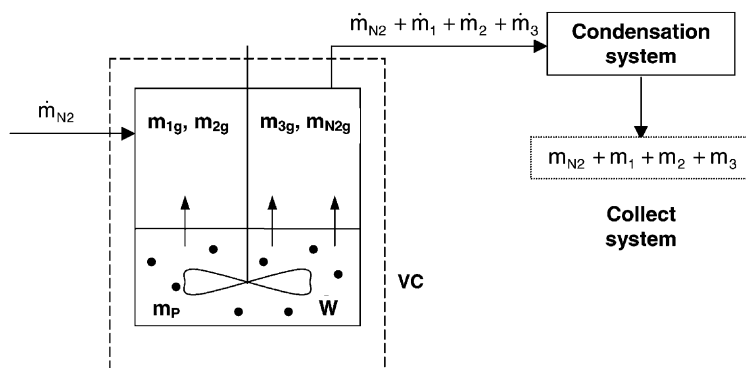 ṁN2 + ṁ1 + ṁ2 + ṁ3
Condensation
system
ṁN2
m1g, m2g
m3g, mN2g
mN2 + m1 + m2 + m3
Collect
system
VC
mP
W